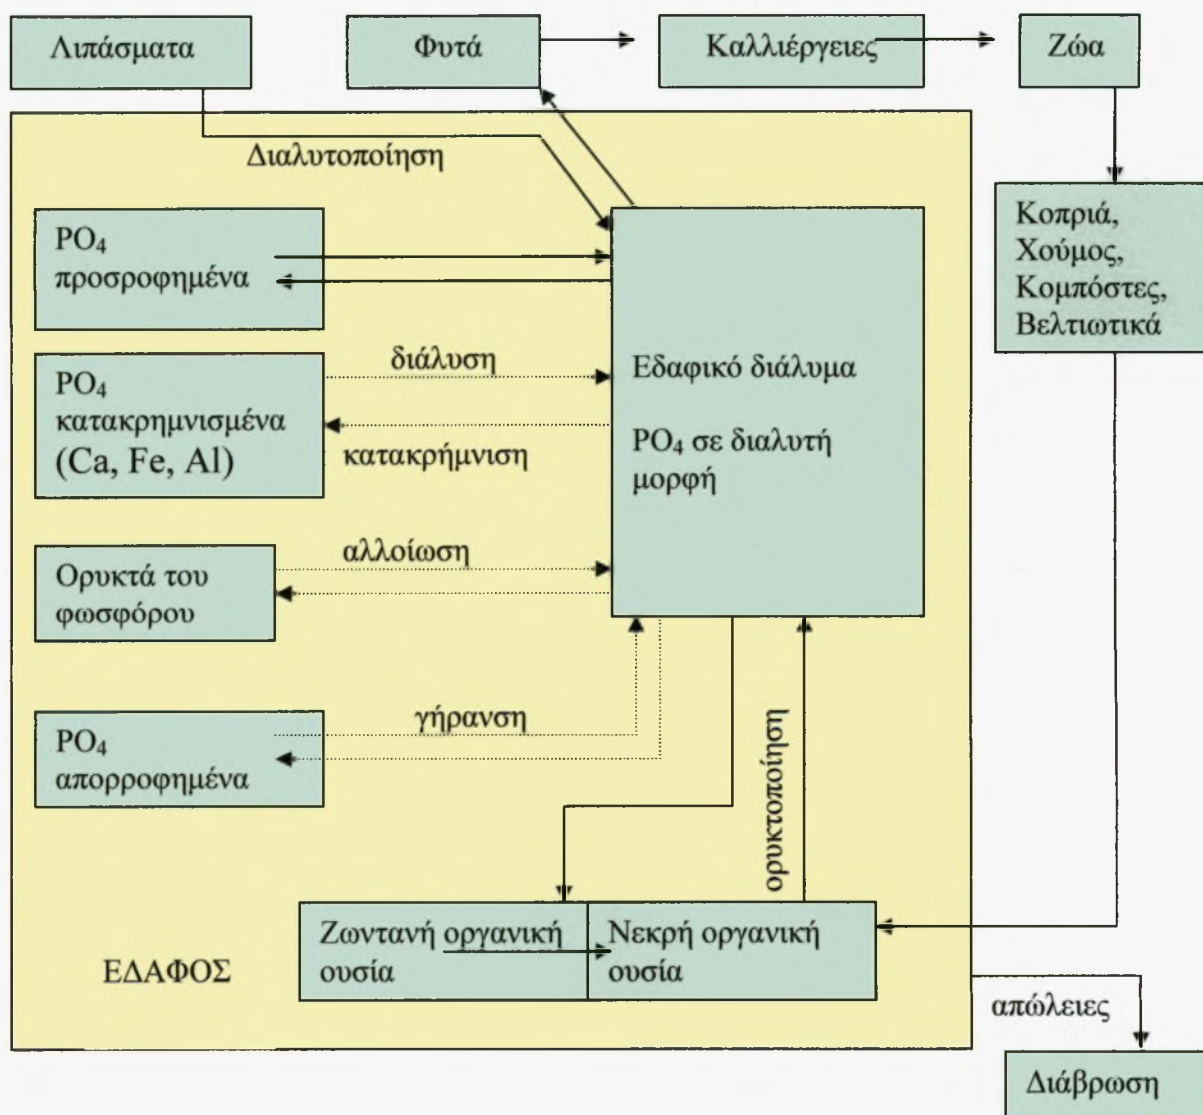 Λιπάσματα
Φυτά
Καλλιέργειες
Ζώα
Διαλυτοποίηση
PO₄
προσροφημένα
Κοπριά,
Χούμος,
Κομπόστες,
Βελτιωτικά
PO₄
κατακρημνισμένα
(Ca, Fe, Al)
διάλυση
κατακρήμνιση
Εδαφικό διάλυμα
PO₄ σε διαλυτή
μορφή
Ορυκτά του
φωσφόρου
αλλοίωση
PO₄
απορροφημένα
γήρανση
ορυκτοποίηση
Ζωντανή οργανική
ουσία
Νεκρή οργανική
ουσία
ΕΔΑΦΟΣ
απώλειες
Διάβρωση